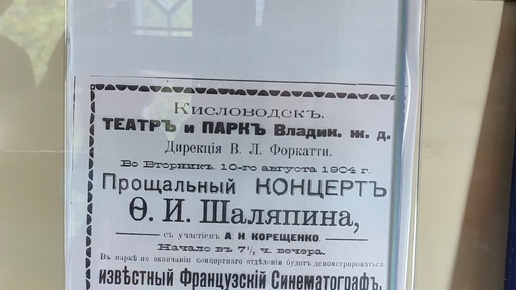 Кисловодскъ.
ТЕАТРЪ и ПАРКЪ Владик. ж. д.
Дирекція В. Л. Форкатти.
Во Вторникъ, 10-го августа 1904 г.
Прощальный КОНЦЕРТЪ
Ѳ. И. Шаляпина,
съ участіемъ А. Н. КОРЕЩЕНКО.
Начало въ 7½ ч. вечера.
Въ паркѣ по окончаніи концертнаго отдѣленія будетъ демонстрироваться
извѣстный Французскій Синематографъ,